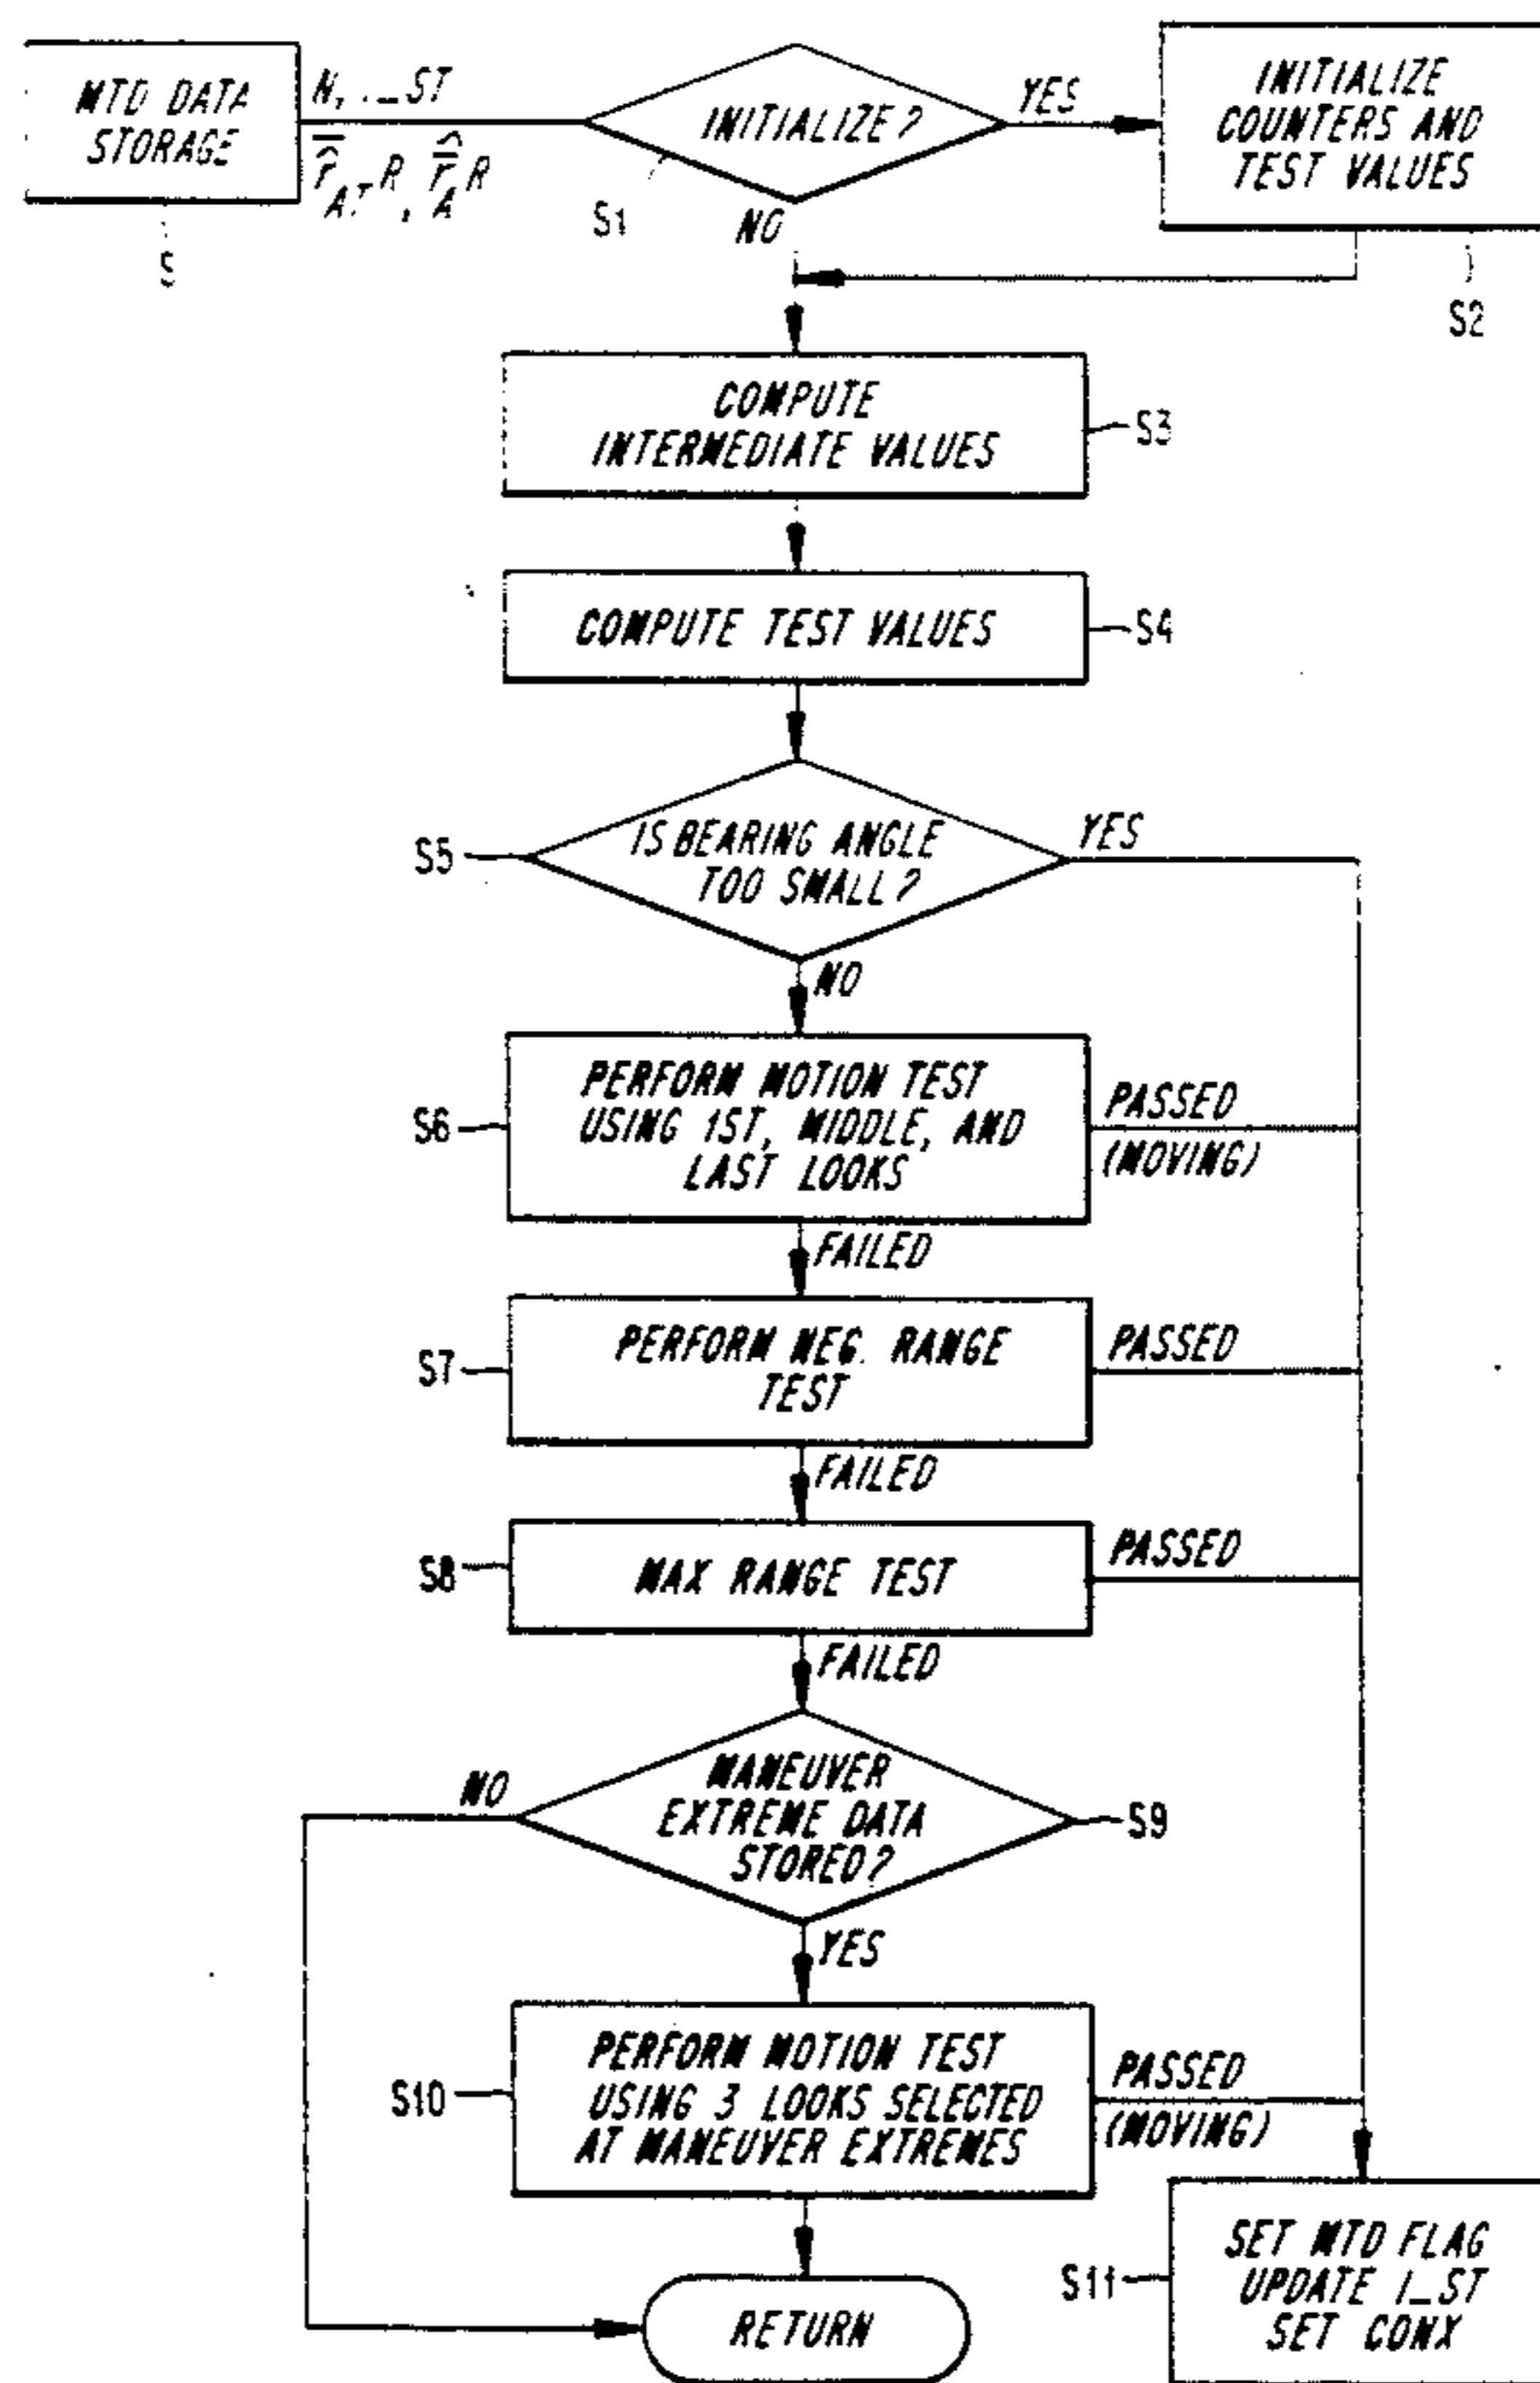 MTD DATA
STORAGE
N,
_ST
INITIALIZE?
YES
INITIALIZE
COUNTERS AND
TEST VALUES
S
S1
NO
S2
COMPUTE
INTERMEDIATE VALUES
S3
COMPUTE TEST VALUES
S4
S5
IS BEARING ANGLE
TOO SMALL?
YES
NO
S6
PERFORM MOTION TEST
USING 1ST, MIDDLE, AND
LAST LOOKS
PASSED
(MOVING)
FAILED
S7
PERFORM NEG. RANGE
TEST
PASSED
FAILED
S8
MAX RANGE TEST
PASSED
FAILED
NO
MANEUVER
EXTREME DATA
STORED?
S9
YES
S10
PERFORM MOTION TEST
USING 3 LOOKS SELECTED
AT MANEUVER EXTREMES
PASSED
(MOVING)
S11
SET MTD FLAG
UPDATE I_ST
SET CONX
RETURN